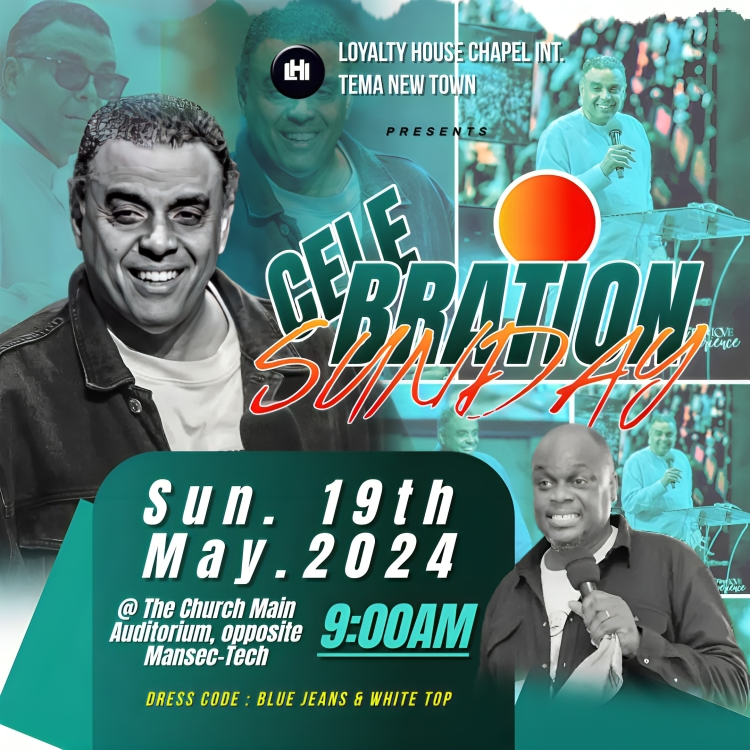 LHI
LOYALTY HOUSE CHAPEL INT.
TEMA NEW TOWN
PRESENTS
CELE
BRATION
SUNDAY
Sun. 19th
May.2024
@ The Church Main
Auditorium, opposite
Mansec-Tech
9:00AM
DRESS CODE : BLUE JEANS & WHITE TOP